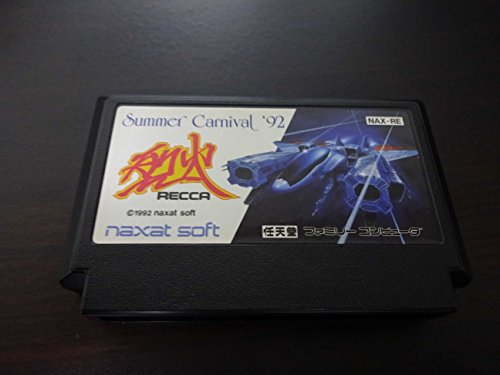 Summer Carnival '92
NAX-RE
烈火
RECCA
©1992 naxat soft
naxat soft
任天堂 ファミリーコンピュータ